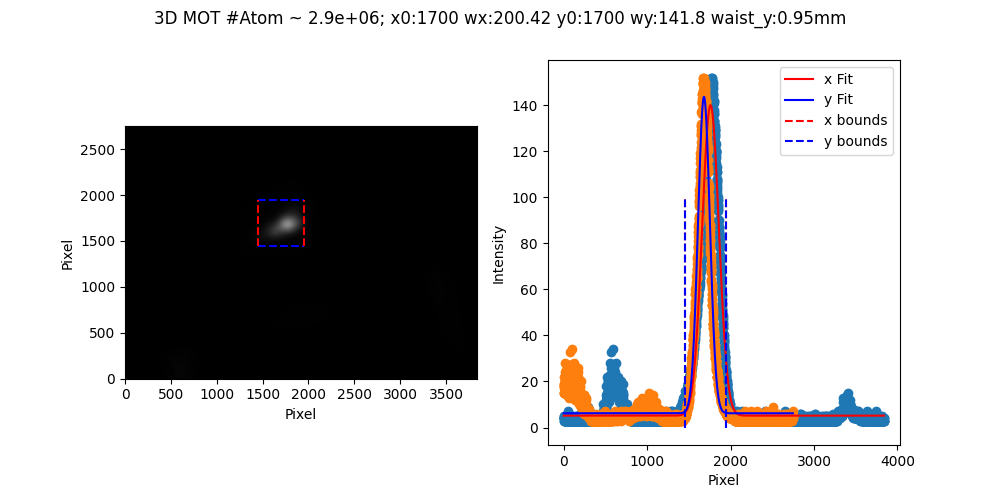 3D MOT #Atom ~ 2.9e+06; x0:1700 wx:200.42 y0:1700 wy:141.8 waist_y:0.95mm
2500
2000
1500
1000
500
0
Pixel
0 500 1000 1500 2000 2500 3000 3500
Pixel
140
120
100
80
60
40
20
0
Intensity
0 1000 2000 3000 4000
Pixel
x Fit
y Fit
x bounds
y bounds